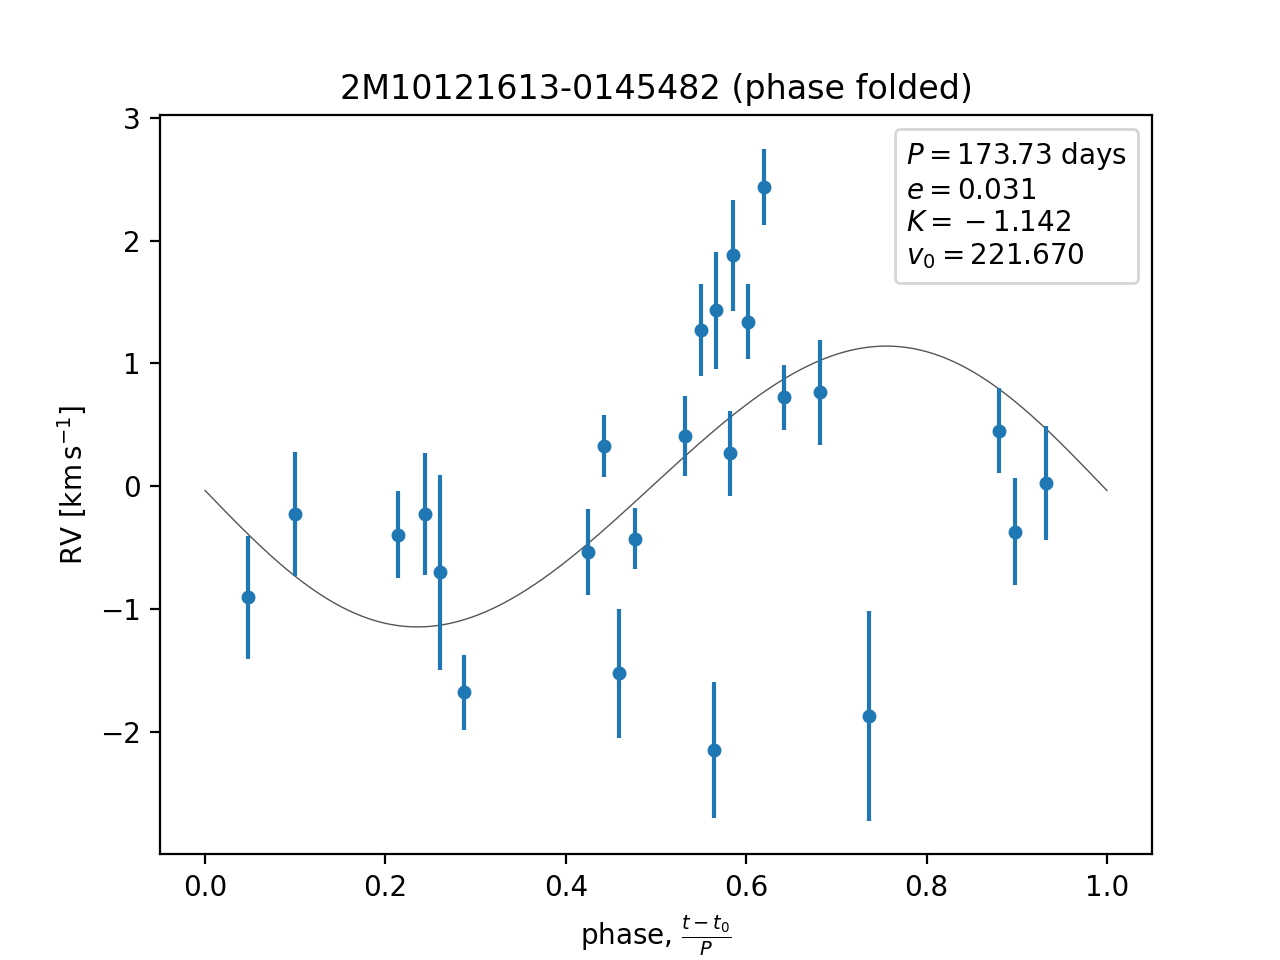 2M10121613-0145482 (phase folded)
P = 173.73 days
e = 0.031
K = −1.142
v₀ = 221.670
3
2
1
0
−1
−2
RV [km s⁻¹]
0.0 0.2 0.4 0.6 0.8 1.0
phase, (t − t₀)/P